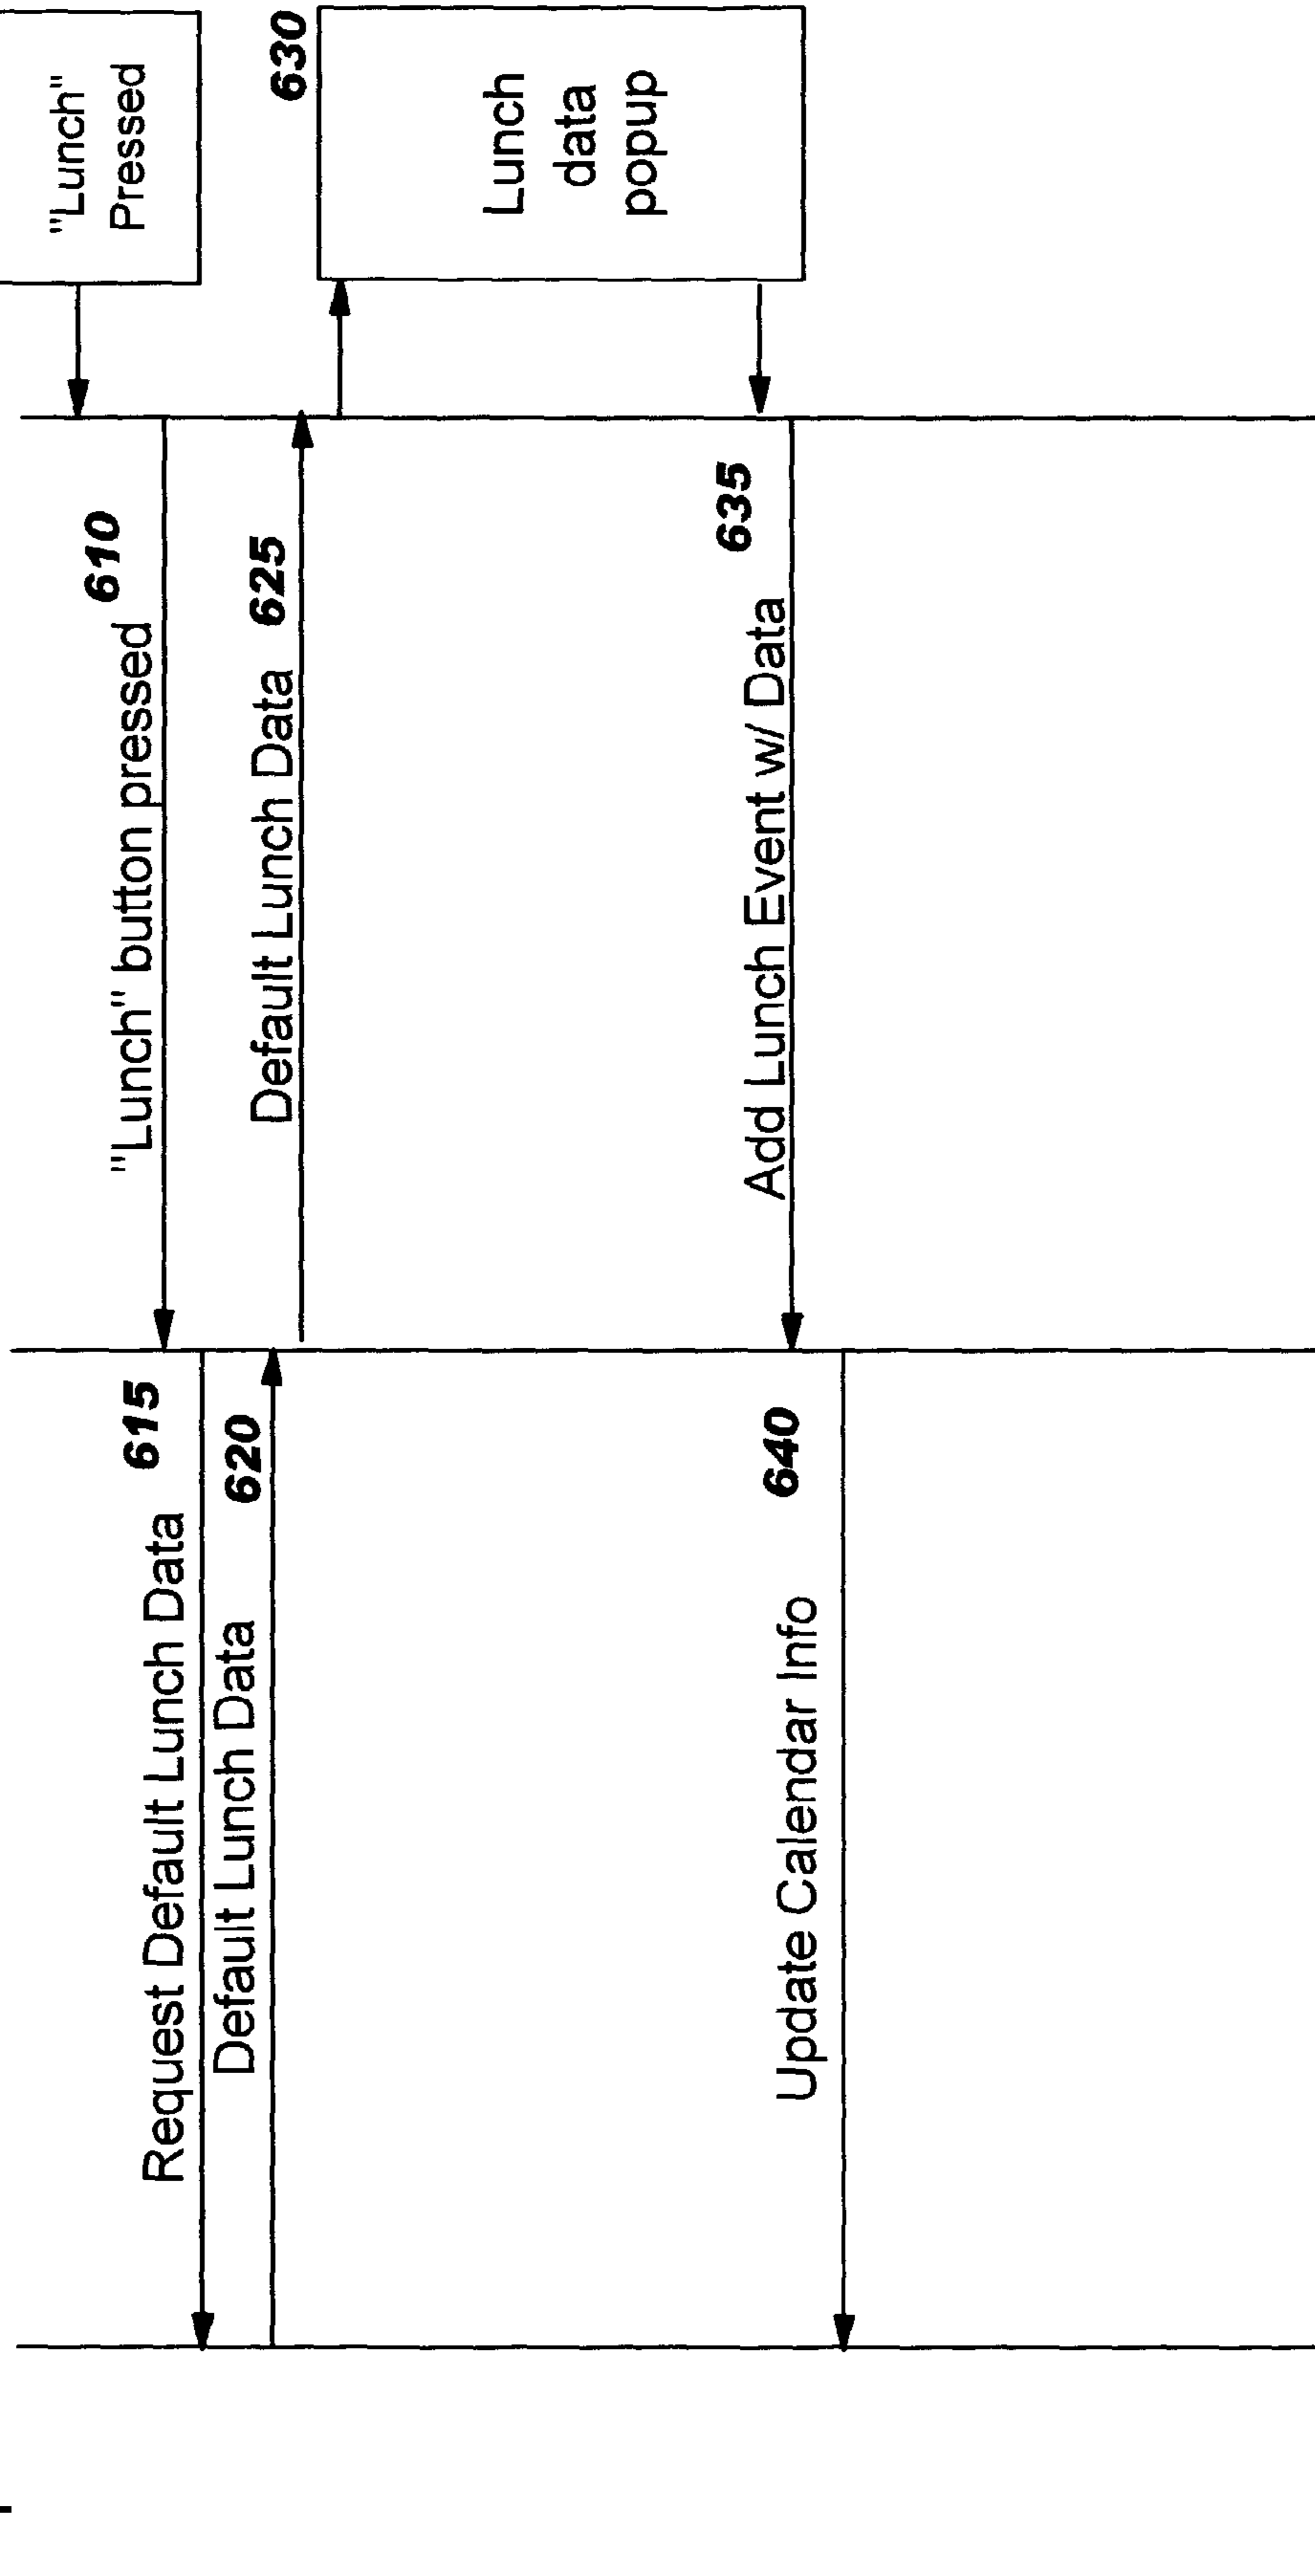 "Lunch"
Pressed
610
"Lunch" button pressed
615
Request Default Lunch Data
620
Default Lunch Data
625
Default Lunch Data
630
Lunch
data
popup
635
Add Lunch Event w/ Data
640
Update Calendar Info